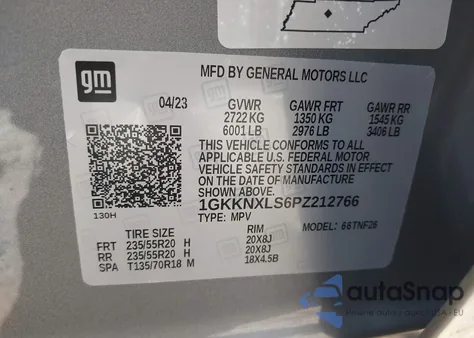 gm
MFD BY GENERAL MOTORS LLC
04/23 GVWR GAWR FRT GAWR RR
2722 KG 1350 KG 1545 KG
6001 LB 2976 LB 3406 LB
THIS VEHICLE CONFORMS TO ALL
APPLICABLE U.S. FEDERAL MOTOR
VEHICLE SAFETY STANDARDS IN EFFECT
ON THE DATE OF MANUFACTURE
SHOWN ABOVE.
1GKKNXLS6PZ212766
TYPE: MPV MODEL: 6STNF26
130H
TIRE SIZE RIM
FRT 235/55R20 H 20X8J
RR 235/55R20 H 20X8J
SPA T135/70R18 M 18X4.5B
autoSnap